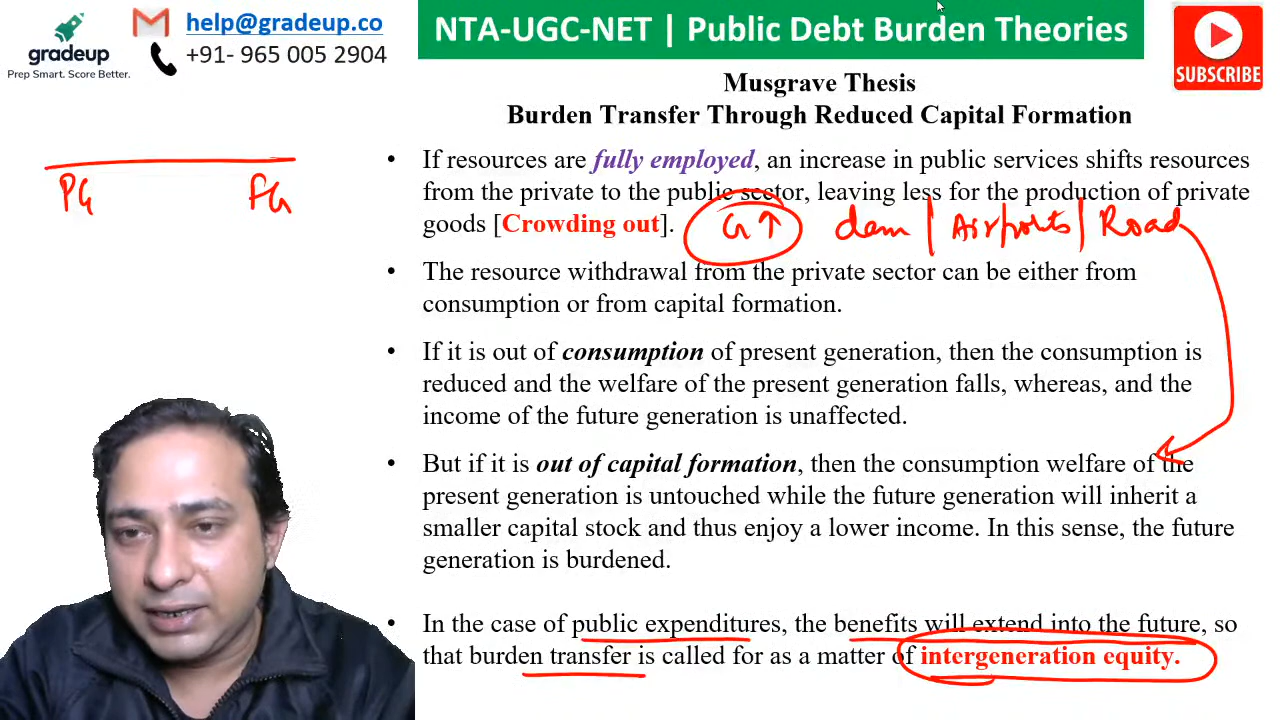 gradeup
Prep Smart. Score Better.
help@gradeup.co
+91- 965 005 2904
NTA-UGC-NET | Public Debt Burden Theories
SUBSCRIBE
Musgrave Thesis
Burden Transfer Through Reduced Capital Formation
PG FG
• If resources are fully employed, an increase in public services shifts resources
from the private to the public sector, leaving less for the production of private
goods [Crowding out]. G↑ dam | Airports | Road
• The resource withdrawal from the private sector can be either from
consumption or from capital formation.
• If it is out of consumption of present generation, then the consumption is
reduced and the welfare of the present generation falls, whereas, and the
income of the future generation is unaffected.
• But if it is out of capital formation, then the consumption welfare of the
present generation is untouched while the future generation will inherit a
smaller capital stock and thus enjoy a lower income. In this sense, the future
generation is burdened.
• In the case of public expenditures, the benefits will extend into the future, so
that burden transfer is called for as a matter of intergeneration equity.